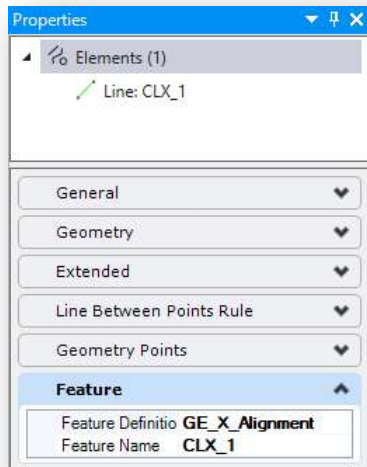 Properties
Elements (1)
Line: CLX_1
General
Geometry
Extended
Line Between Points Rule
Geometry Points
Feature
Feature Definitio GE_X_Alignment
Feature Name CLX_1